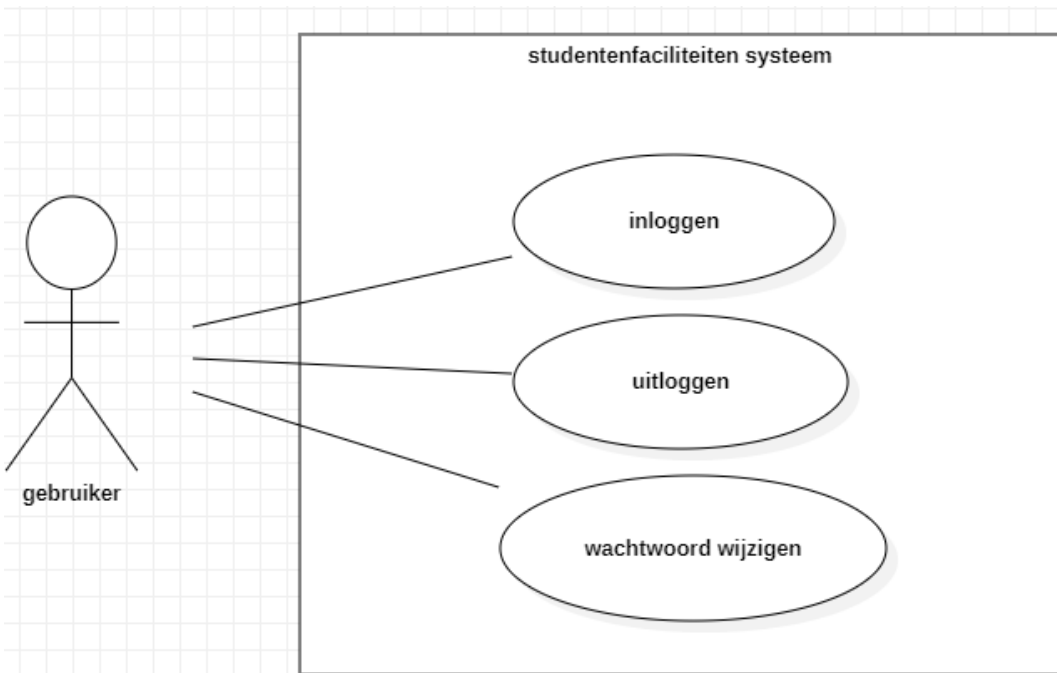 studentenfaciliteiten systeem
inloggen
uitloggen
gebruiker
wachtwoord wijzigen